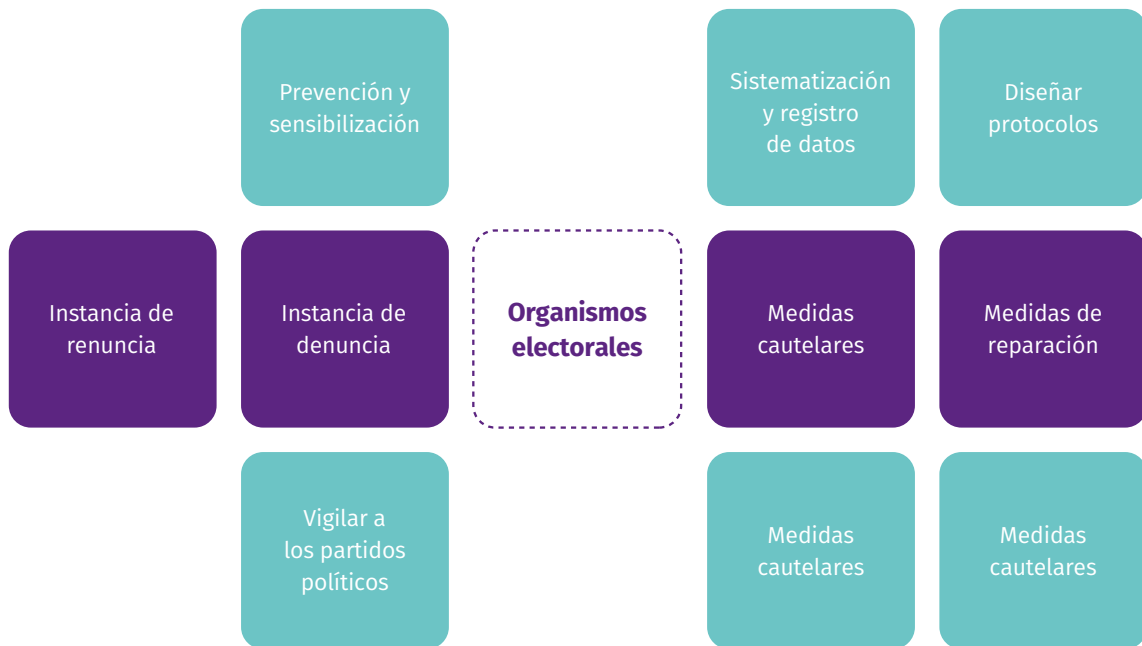 Prevención y
sensibilización
Sistematización
y registro
de datos
Diseñar
protocolos
Instancia de
renuncia
Instancia de
denuncia
Organismos
electorales
Medidas
cautelares
Medidas de
reparación
Vigilar a
los partidos
políticos
Medidas
cautelares
Medidas
cautelares